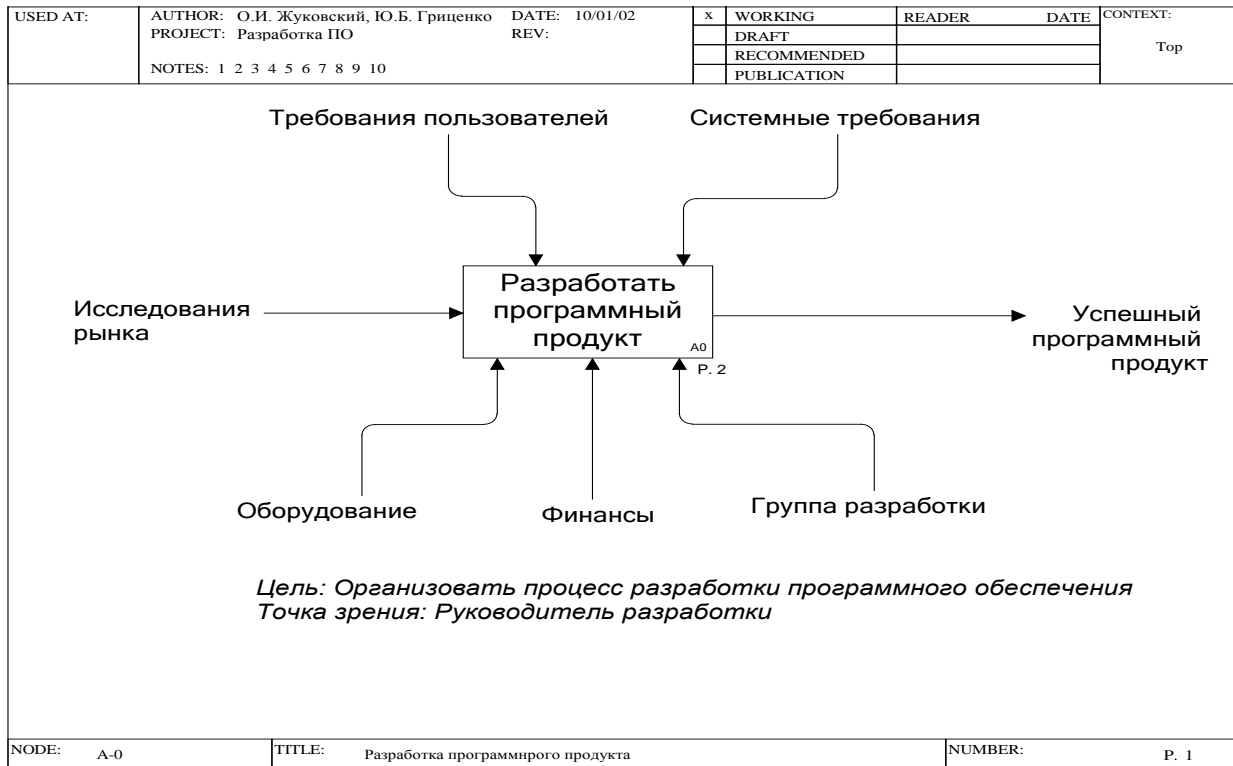 USED AT:
AUTHOR: О.И. Жуковский, Ю.Б. Гриценко
DATE: 10/01/02
PROJECT: Разработка ПО
REV:
NOTES: 1 2 3 4 5 6 7 8 9 10
x WORKING
DRAFT
RECOMMENDED
PUBLICATION
READER DATE
CONTEXT:
Top
Требования пользователей
Системные требования
Исследования
рынка
Разработать
программный
продукт
A0
P. 2
Успешный
программный
продукт
Оборудование
Финансы
Группа разработки
Цель: Организовать процесс разработки программного обеспечения
Точка зрения: Руководитель разработки
NODE: A-0
TITLE: Разработка программнрого продукта
NUMBER: P. 1